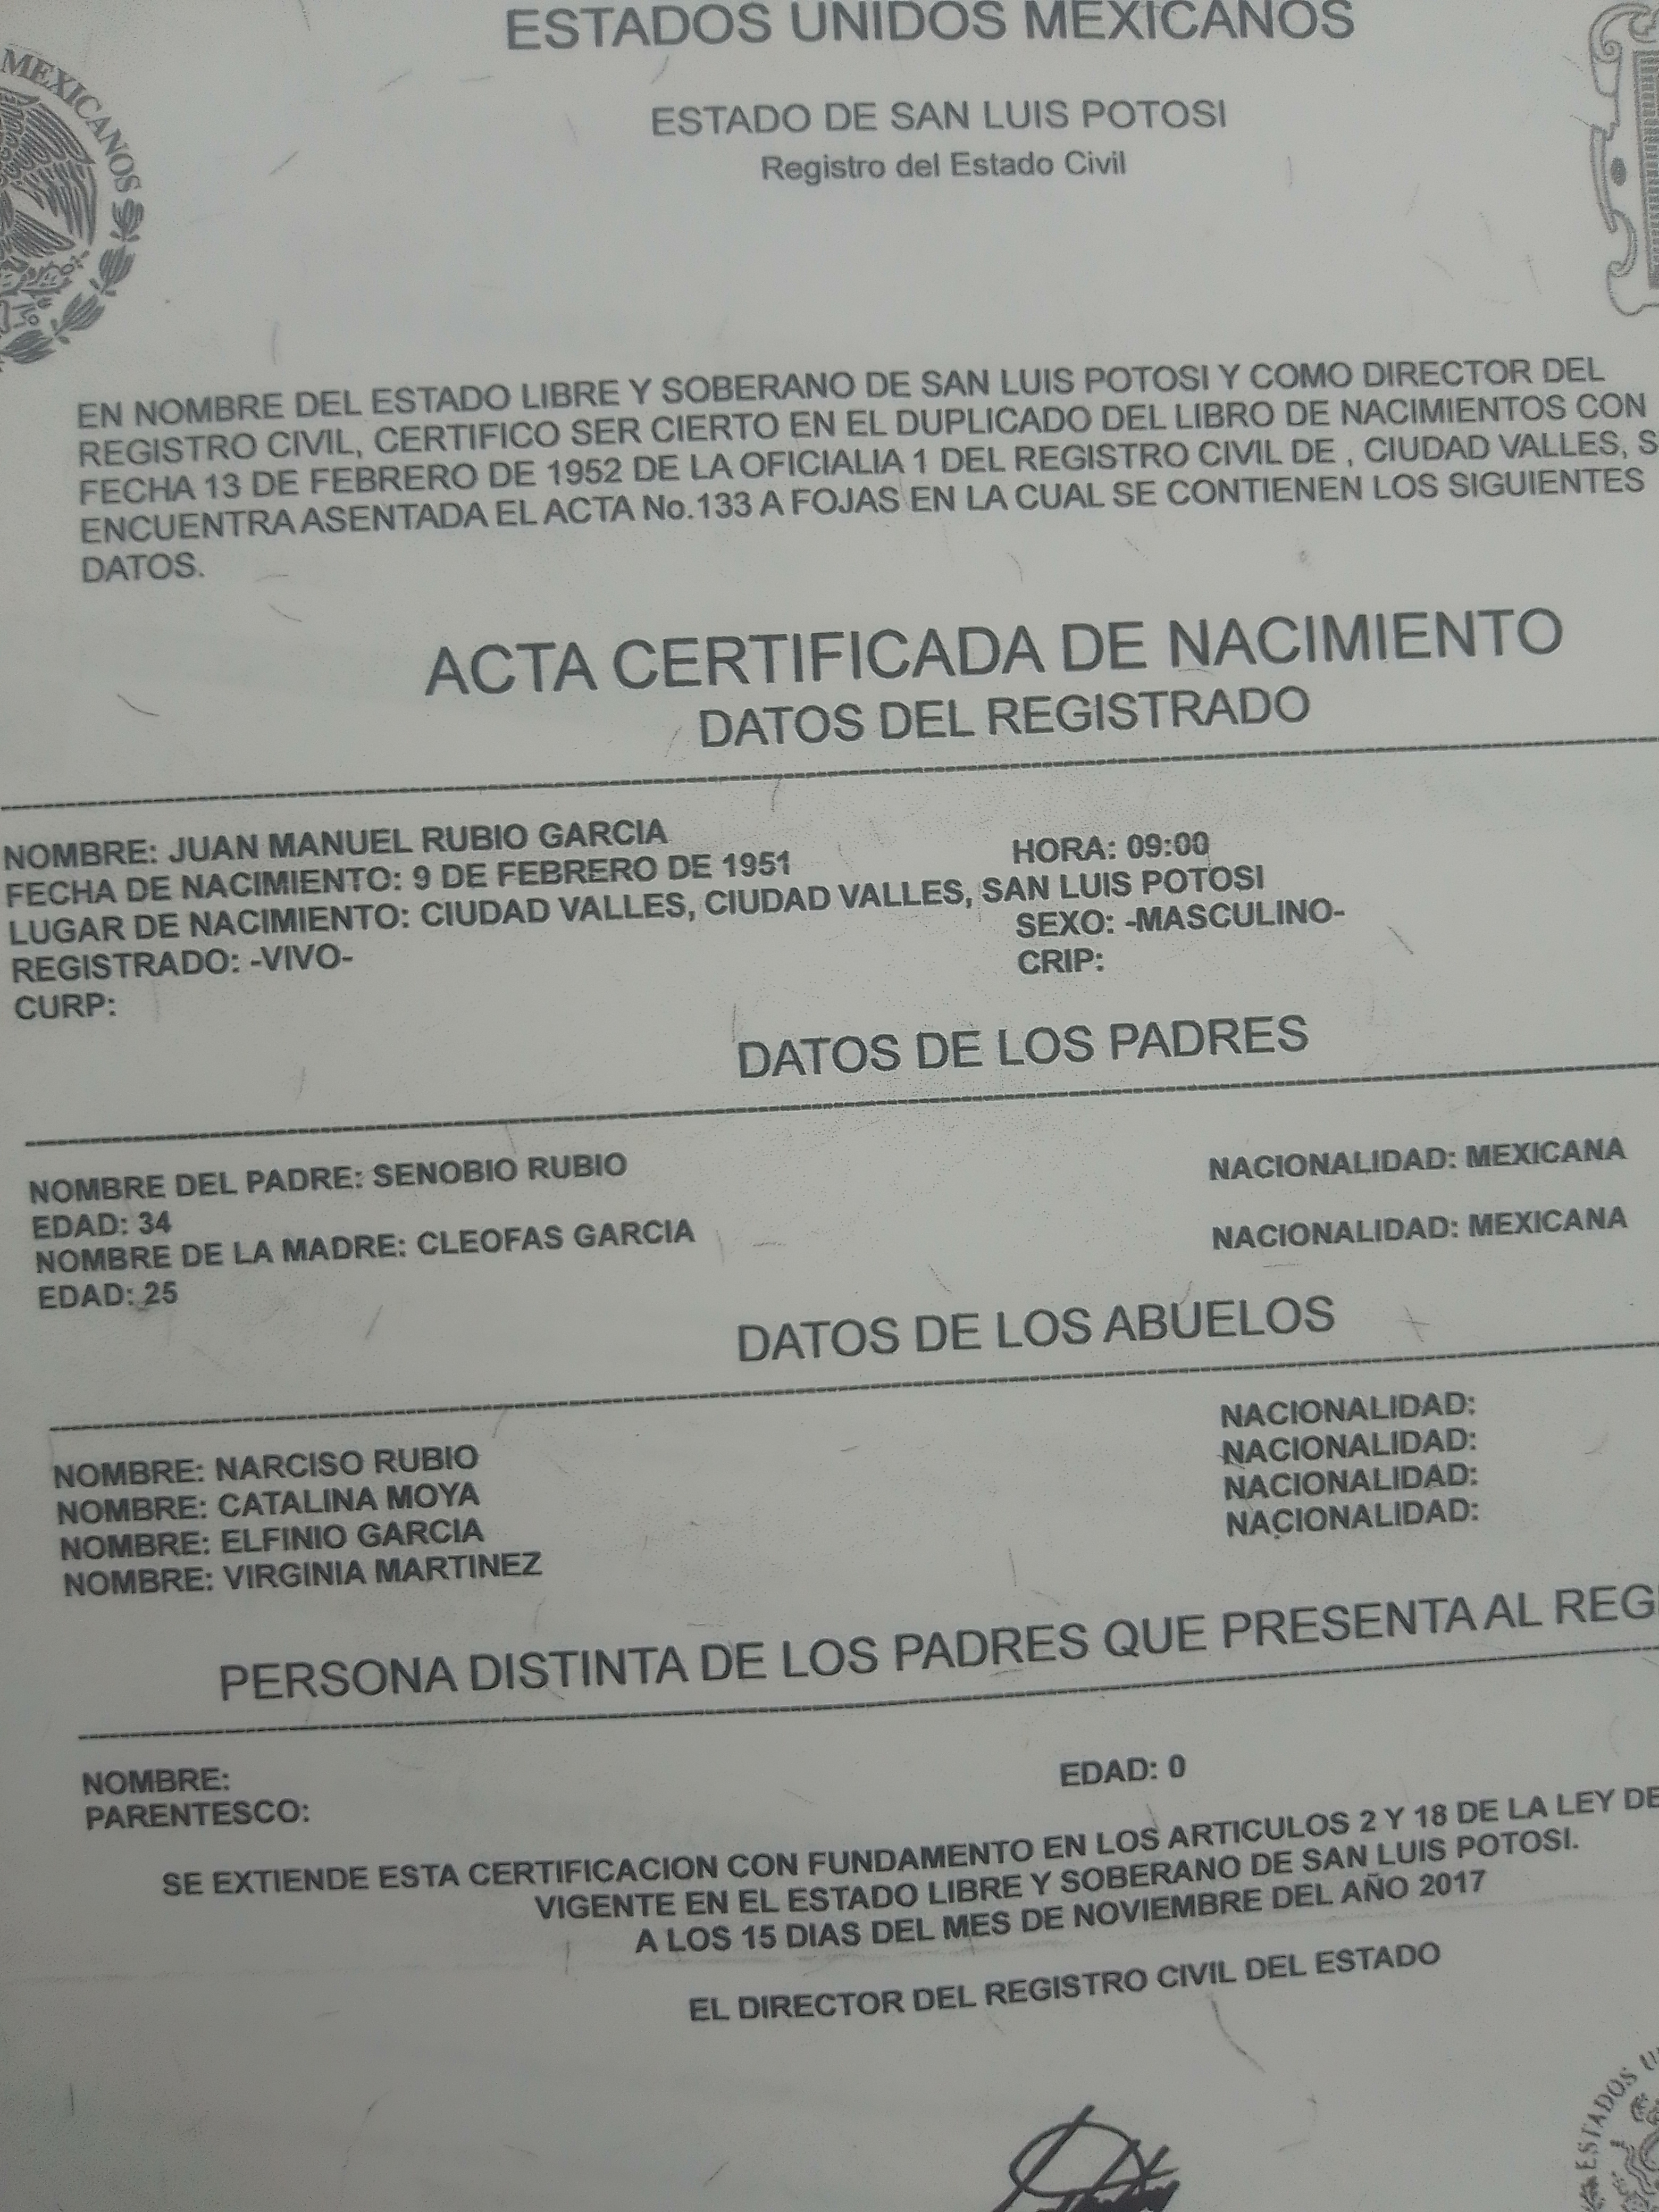 MEXICANOS
ESTADOS UNIDOS MEXICANOS
ESTADO DE SAN LUIS POTOSI
Registro del Estado Civil
EN NOMBRE DEL ESTADO LIBRE Y SOBERANO DE SAN LUIS POTOSI Y COMO DIRECTOR DEL
REGISTRO CIVIL, CERTIFICO SER CIERTO EN EL DUPLICADO DEL LIBRO DE NACIMIENTOS CON
FECHA 13 DE FEBRERO DE 1952 DE LA OFICIALIA 1 DEL REGISTRO CIVIL DE , CIUDAD VALLES, S
ENCUENTRA ASENTADA EL ACTA No.133 A FOJAS EN LA CUAL SE CONTIENEN LOS SIGUIENTES
DATOS.
ACTA CERTIFICADA DE NACIMIENTO
DATOS DEL REGISTRADO
NOMBRE: JUAN MANUEL RUBIO GARCIA HORA: 09:00
FECHA DE NACIMIENTO: 9 DE FEBRERO DE 1951
LUGAR DE NACIMIENTO: CIUDAD VALLES, CIUDAD VALLES, SAN LUIS POTOSI
REGISTRADO: -VIVO- SEXO: -MASCULINO-
CURP: CRIP:
DATOS DE LOS PADRES
NOMBRE DEL PADRE: SENOBIO RUBIO NACIONALIDAD: MEXICANA
EDAD: 34
NOMBRE DE LA MADRE: CLEOFAS GARCIA NACIONALIDAD: MEXICANA
EDAD: 25
DATOS DE LOS ABUELOS
NOMBRE: NARCISO RUBIO NACIONALIDAD:
NOMBRE: CATALINA MOYA NACIONALIDAD:
NOMBRE: ELFINIO GARCIA NACIONALIDAD:
NOMBRE: VIRGINIA MARTINEZ NACIONALIDAD:
PERSONA DISTINTA DE LOS PADRES QUE PRESENTA AL REG
NOMBRE: EDAD: 0
PARENTESCO:
SE EXTIENDE ESTA CERTIFICACION CON FUNDAMENTO EN LOS ARTICULOS 2 Y 18 DE LA LEY DE
VIGENTE EN EL ESTADO LIBRE Y SOBERANO DE SAN LUIS POTOSI.
A LOS 15 DIAS DEL MES DE NOVIEMBRE DEL AÑO 2017
EL DIRECTOR DEL REGISTRO CIVIL DEL ESTADO
ESTADOS U